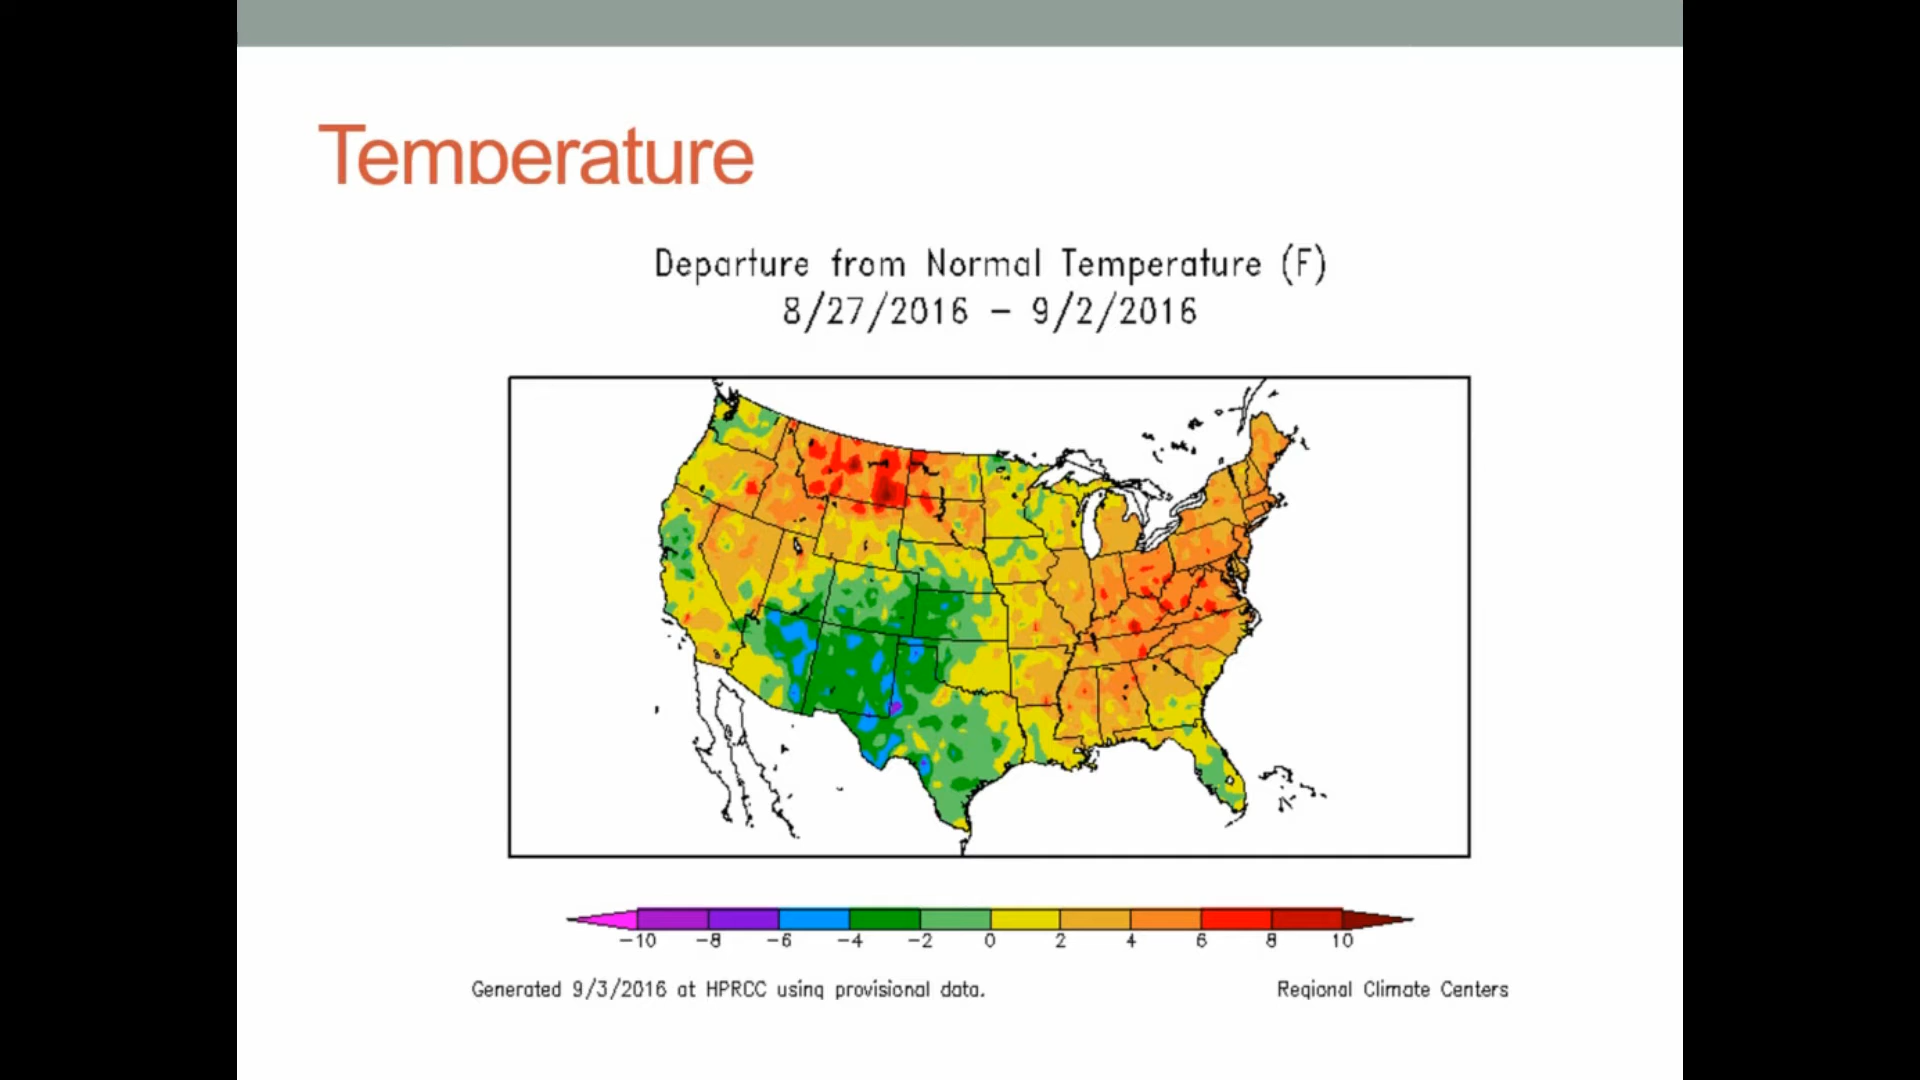 Temperature
Departure from Normal Temperature (F)
8/27/2016 – 9/2/2016
−10 −8 −6 −4 −2 0 2 4 6 8 10
Generated 9/3/2016 at HPRCC using provisional data.
Regional Climate Centers